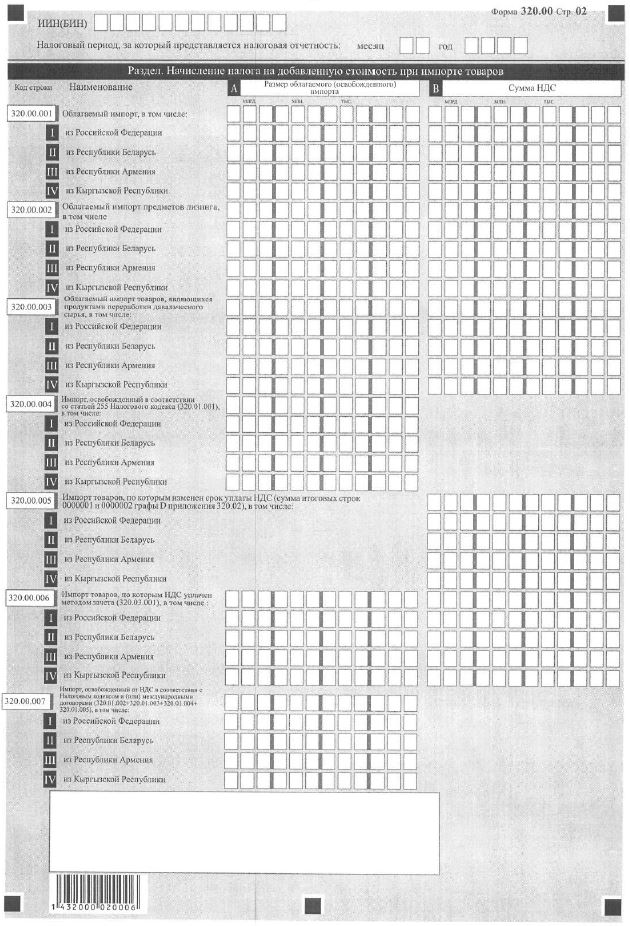 Форма 320.00 Стр. 02
ИИН(БИН)
Налоговый период, за который представляется налоговая отчетность: месяц год
Раздел. Начисление налога на добавленную стоимость при импорте товаров
Код строки Наименование A Размер облагаемого (освобожденного) импорта B Сумма НДС
млрд. млн. тыс. млрд. млн. тыс.
320.00.001 Облагаемый импорт, в том числе:
I из Российской Федерации
II из Республики Беларусь
III из Республики Армения
IV из Кыргызской Республики
320.00.002 Облагаемый импорт предметов лизинга,
в том числе
I из Российской Федерации
II из Республики Беларусь
III из Республики Армения
IV из Кыргызской Республики
320.00.003 Облагаемый импорт товаров, являющихся
продуктами переработки давальческого
сырья, в том числе:
I из Российской Федерации
II из Республики Беларусь
III из Республики Армения
IV из Кыргызской Республики
320.00.004 Импорт, освобожденный в соответствии
со статьей 255 Налогового кодекса (320.01.001),
в том числе:
I из Российской Федерации
II из Республики Беларусь
III из Республики Армения
IV из Кыргызской Республики
320.00.005 Импорт товаров, по которым изменен срок уплаты НДС (сумма итоговых строк
0000001 и 0000002 графы D приложения 320.02), в том числе:
I из Российской Федерации
II из Республики Беларусь
III из Республики Армения
IV из Кыргызской Республики
320.00.006 Импорт товаров, по которым НДС уплачен
методом зачета (320.03.001), в том числе :
I из Российской Федерации
II из Республики Беларусь
III из Республики Армения
IV из Кыргызской Республики
320.00.007 Импорт, освобожденный от НДС в соответствии с
Налоговым кодексом и (или) международными
договорами (320.01.002+320.01.003+320.01.004+
320.01.005), в том числе:
I из Российской Федерации
II из Республики Беларусь
III из Республики Армения
IV из Кыргызской Республики
1 432000 020006